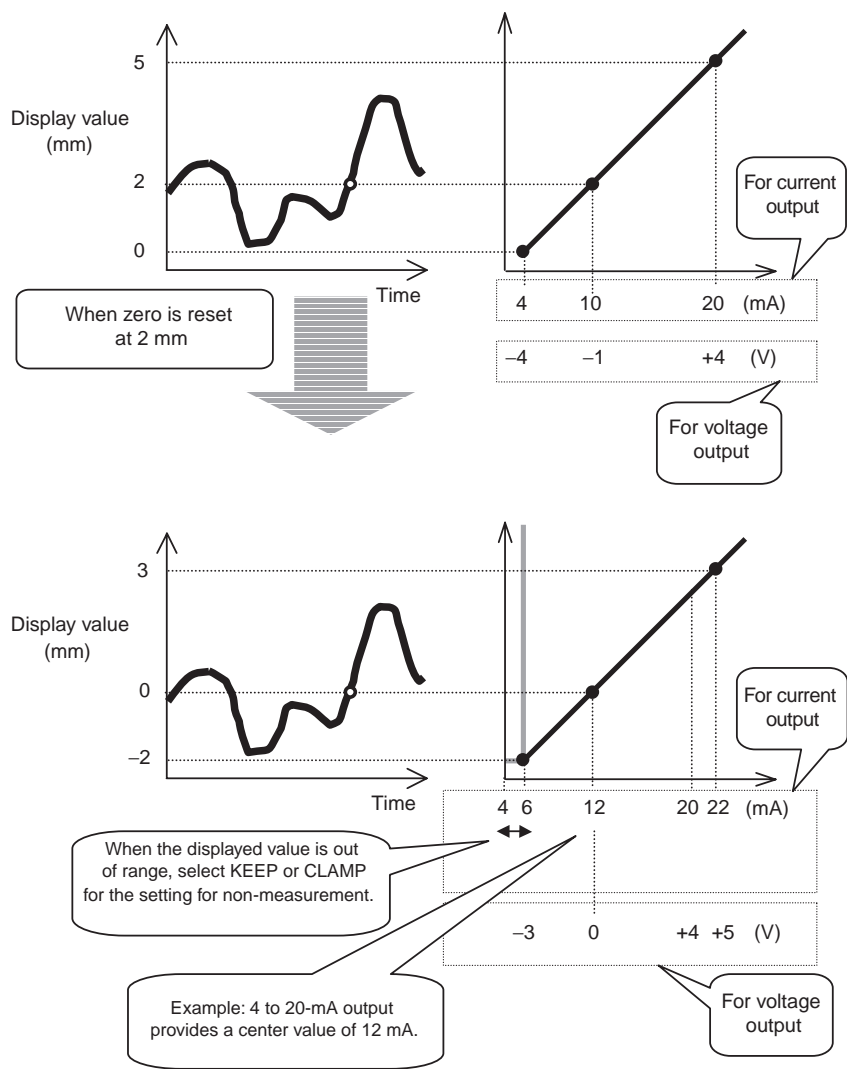 5
Display value
(mm)
2
0
Time
For current
output
4 10 20 (mA)
When zero is reset
at 2 mm
−4 −1 +4 (V)
For voltage
output
3
Display value
(mm)
0
−2
Time
For current
output
4 6 12 20 22 (mA)
When the displayed value is out
of range, select KEEP or CLAMP
for the setting for non-measurement.
−3 0 +4 +5 (V)
Example: 4 to 20-mA output
provides a center value of 12 mA.
For voltage
output